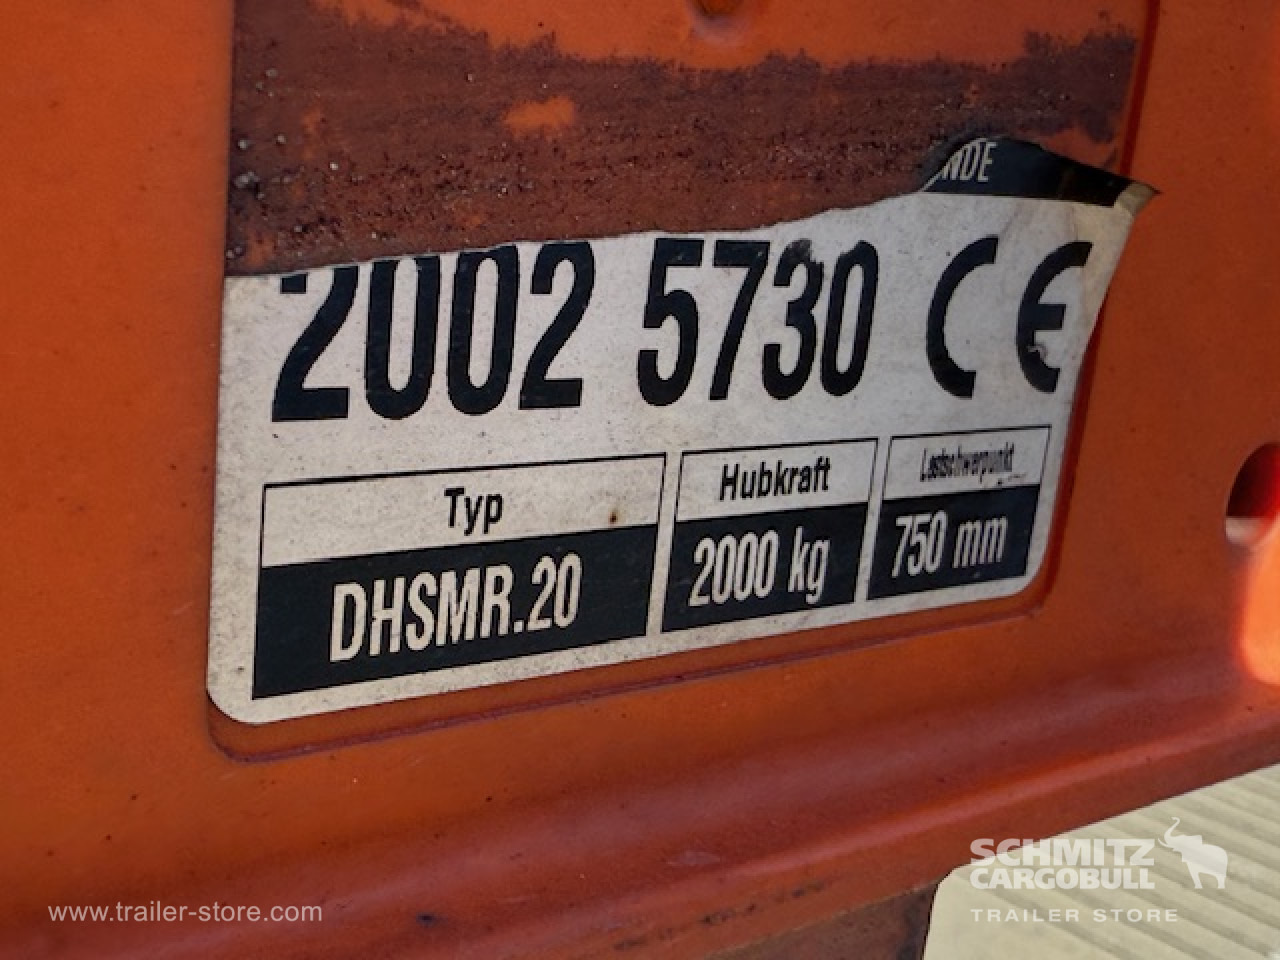 NDE
2002 5730 CE
Typ
Hubkraft
Lastschwerpunkt
DHSMR.20
2000 kg
750 mm
SCHMITZ
CARGOBULL
TRAILER STORE
www.trailer-store.com